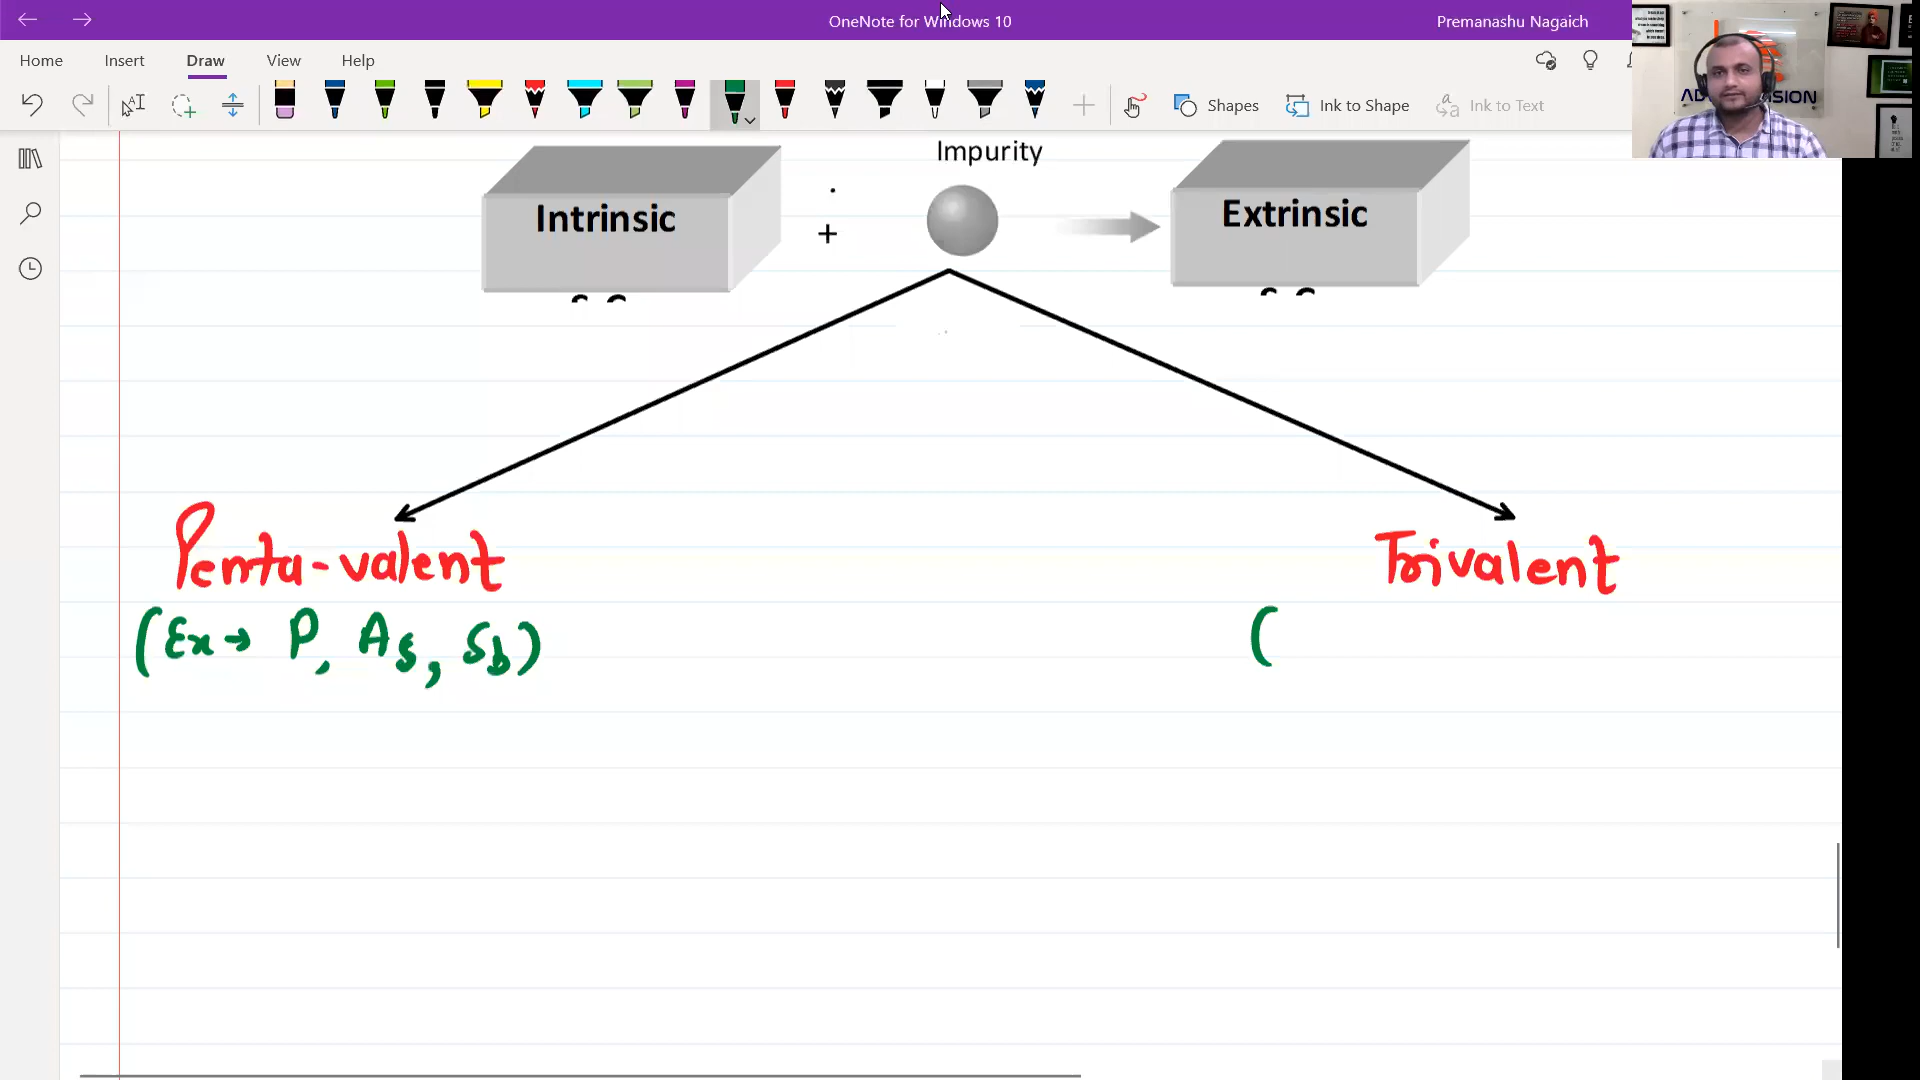 OneNote for Windows 10
Premanashu Nagaich
Home Insert Draw View Help
Shapes Ink to Shape Ink to Text
Impurity
Intrinsic + Extrinsic
Penta-valent Trivalent
(Ex→ P, As, Sb) (